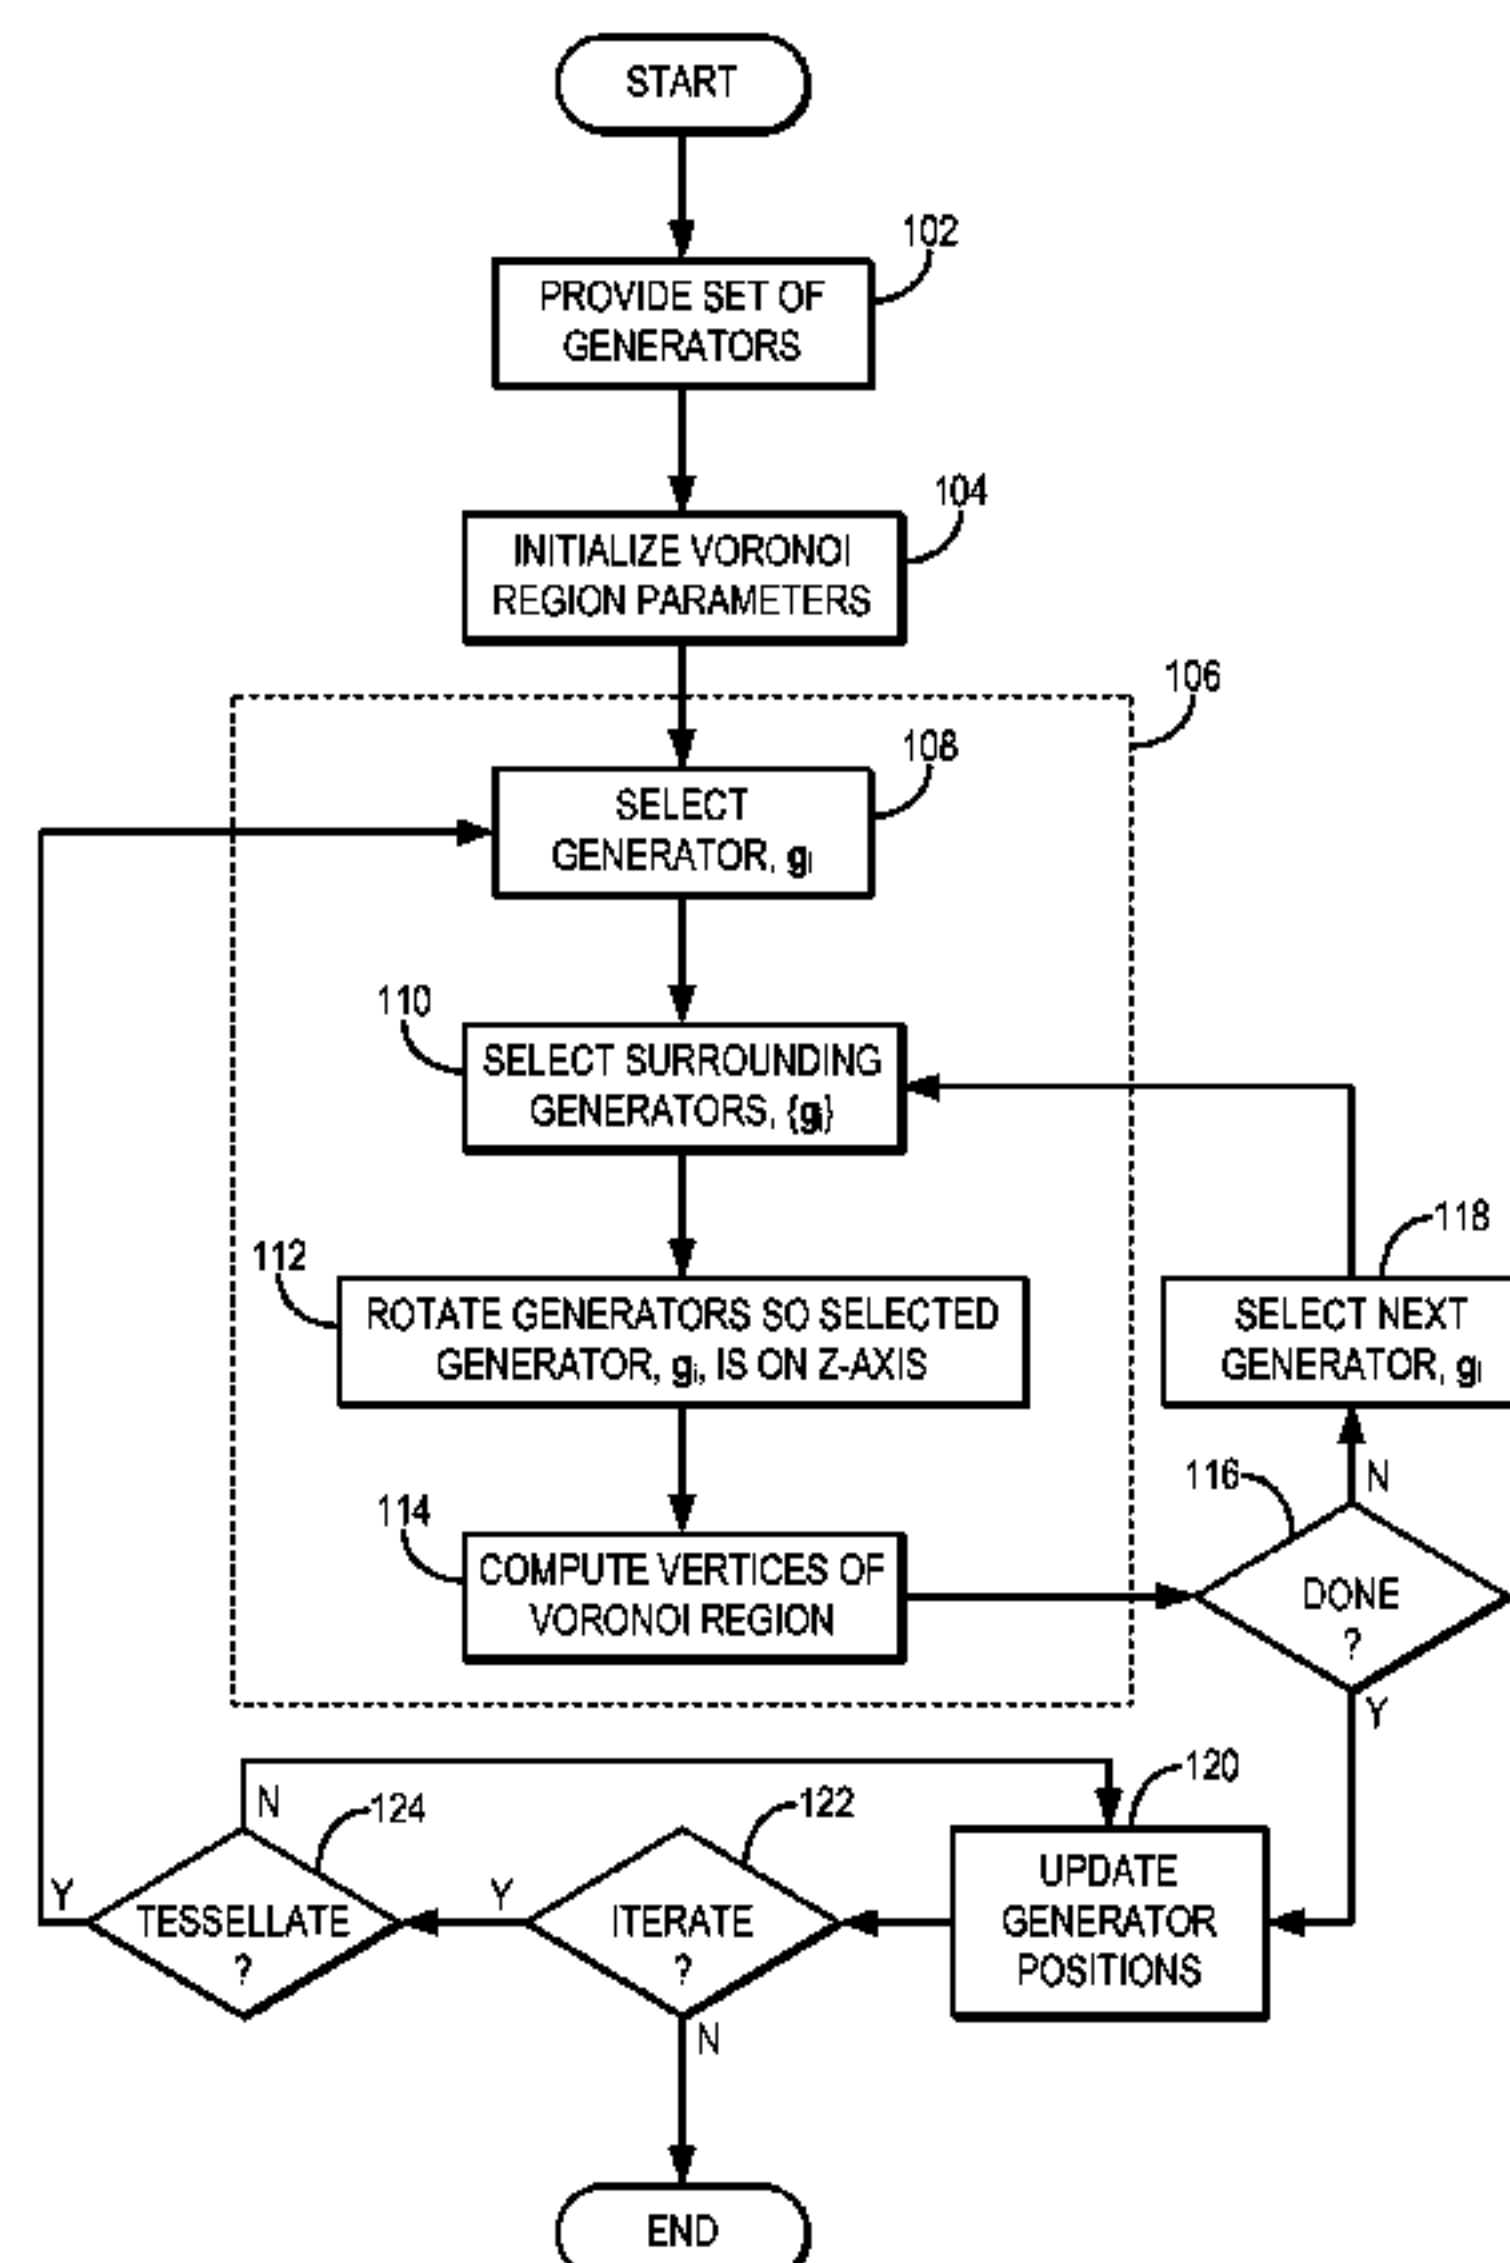 START
102
PROVIDE SET OF
GENERATORS
104
INITIALIZE VORONOI
REGION PARAMETERS
106
108
SELECT
GENERATOR, gi
110
SELECT SURROUNDING
GENERATORS, {gj}
112
ROTATE GENERATORS SO SELECTED
GENERATOR, gi, IS ON Z-AXIS
118
SELECT NEXT
GENERATOR, gi
N
116
DONE
?
Y
114
COMPUTE VERTICES OF
VORONOI REGION
120
UPDATE
GENERATOR
POSITIONS
122
ITERATE
?
Y
N
124
TESSELLATE
?
N
Y
END